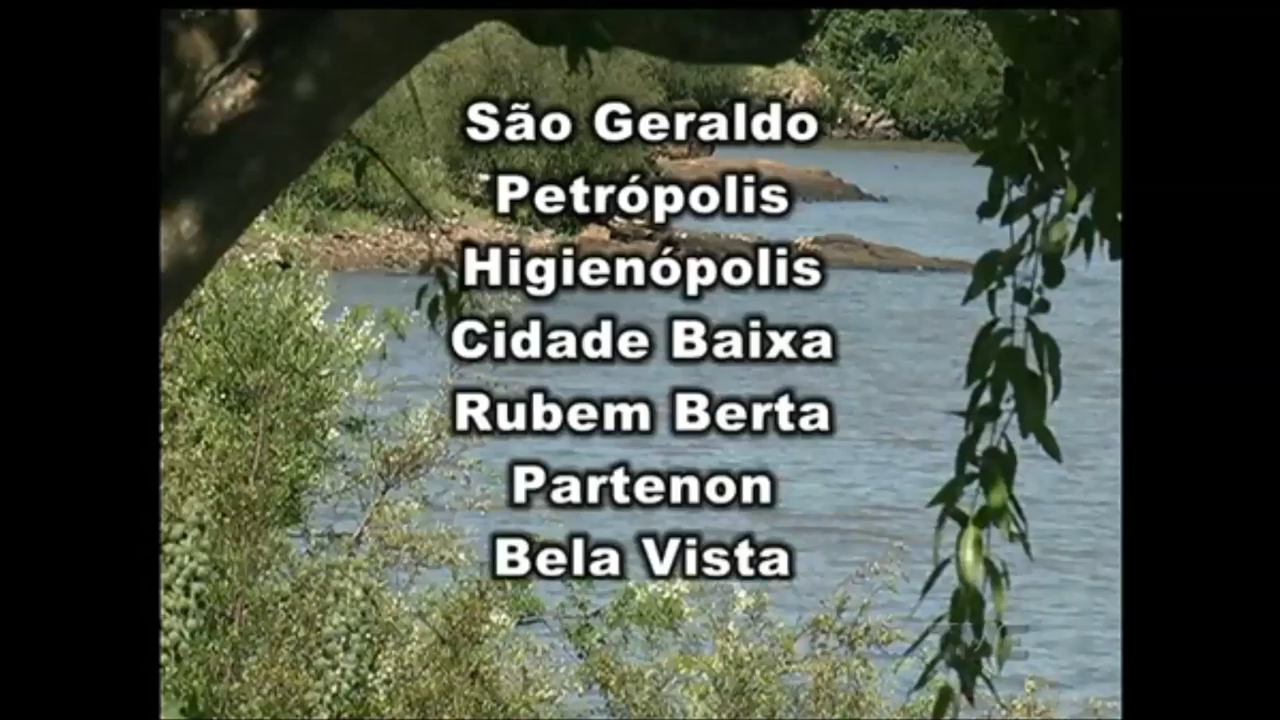 São Geraldo
Petrópolis
Higienópolis
Cidade Baixa
Rubem Berta
Partenon
Bela Vista